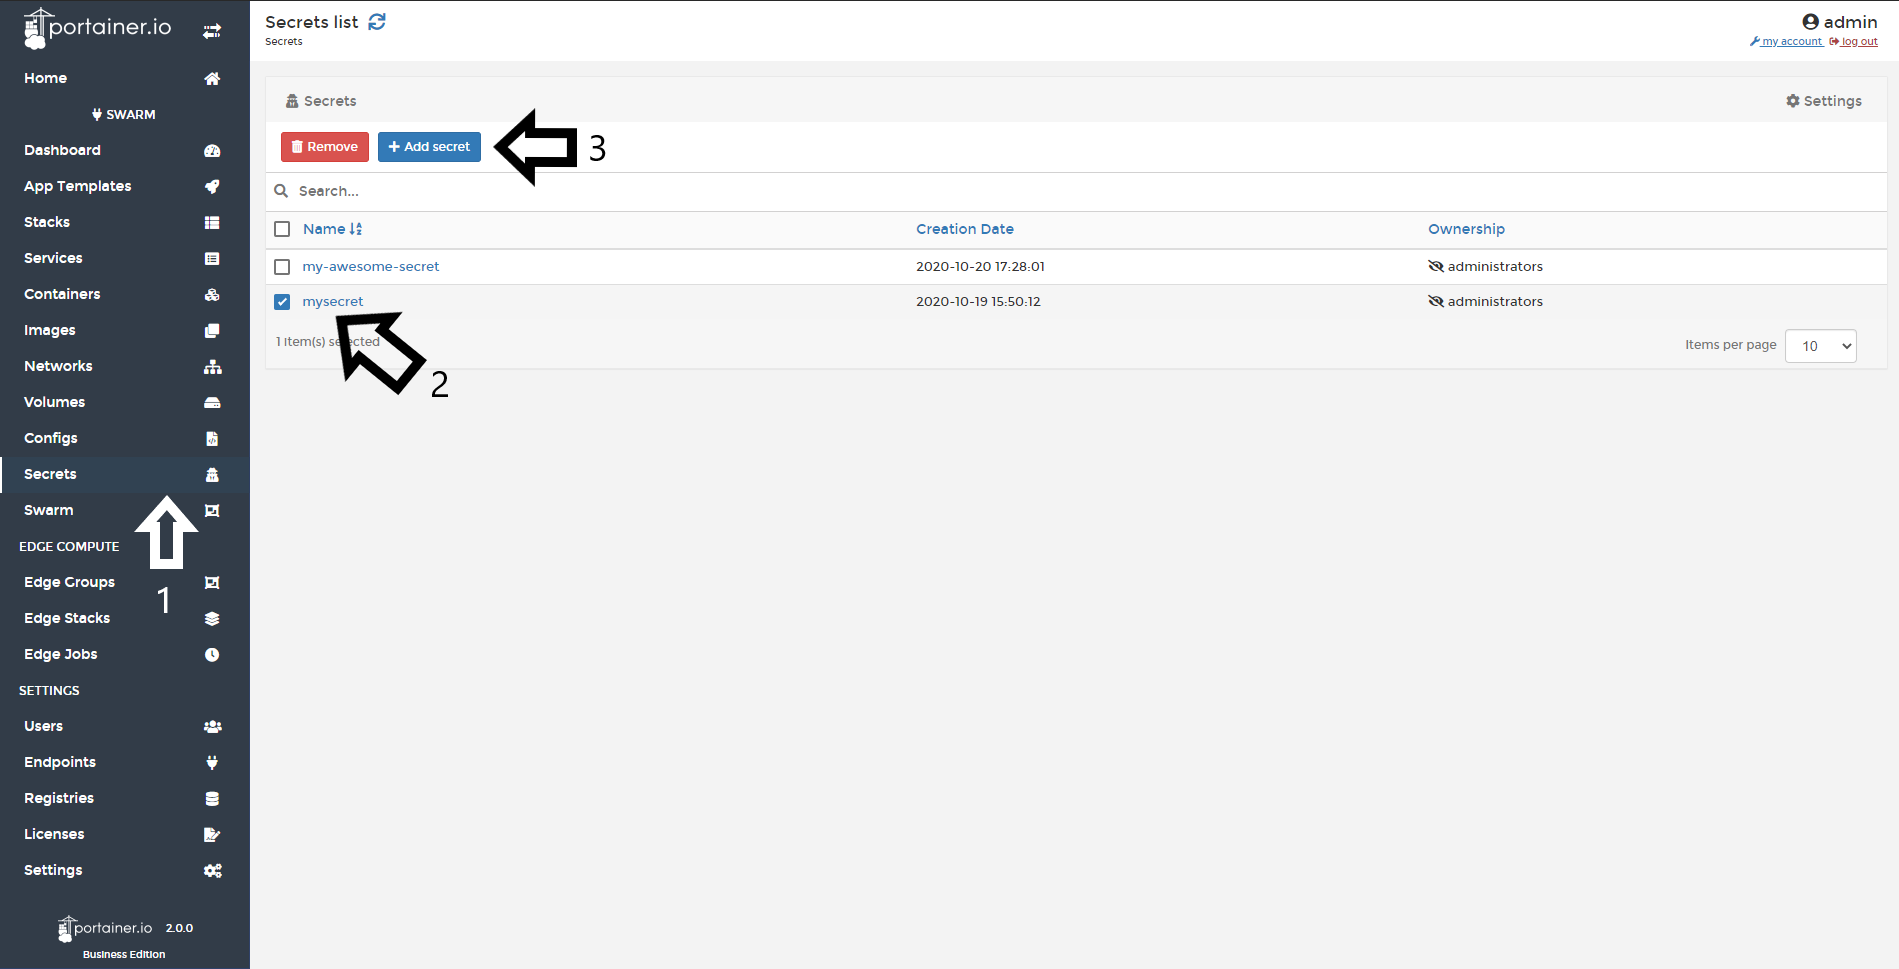 portainer.io
Home
SWARM
Dashboard
App Templates
Stacks
Services
Containers
Images
Networks
Volumes
Configs
Secrets
Swarm
EDGE COMPUTE
Edge Groups
1
Edge Stacks
Edge Jobs
SETTINGS
Users
Endpoints
Registries
Licenses
Settings
portainer.io 2.0.0
Business Edition
Secrets list
Secrets
admin
my account log out
Secrets
Settings
Remove Add secret 3
Search...
Name Creation Date Ownership
my-awesome-secret 2020-10-20 17:28:01 administrators
mysecret 2020-10-19 15:50:12 administrators
1 item(s) selected
Items per page 10
2